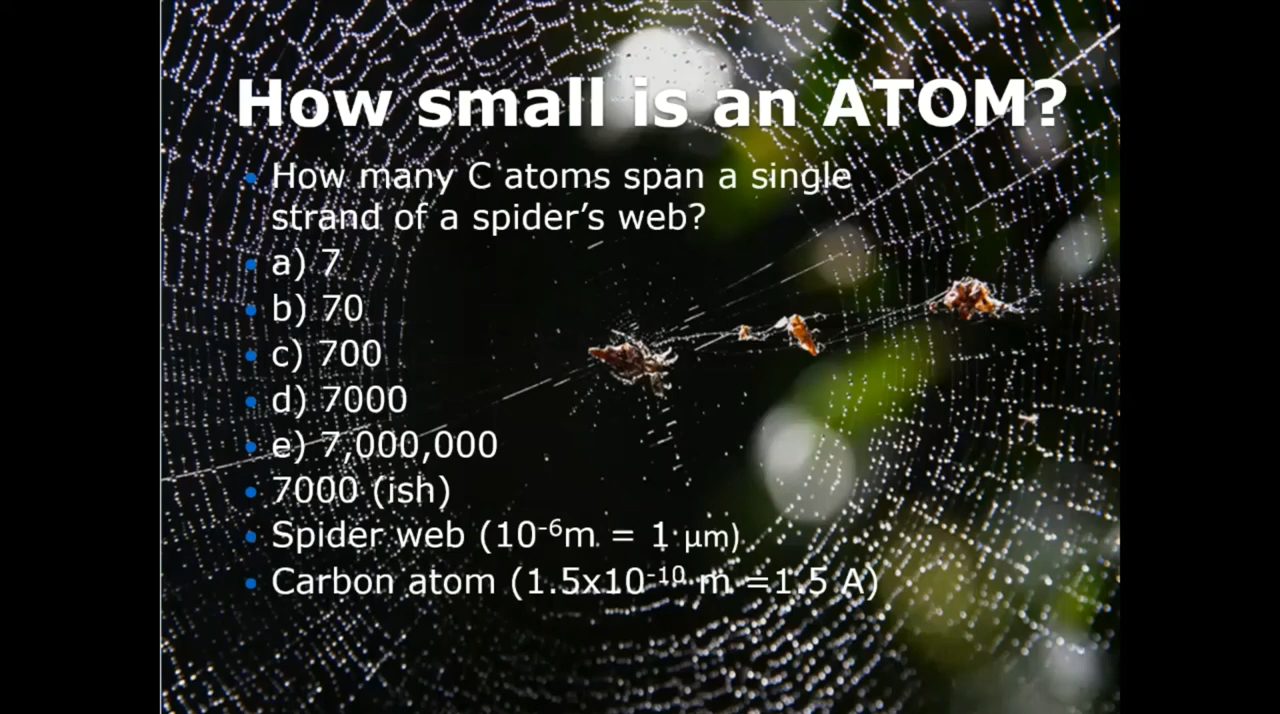 How small is an ATOM?
• How many C atoms span a single
strand of a spider's web?
• a) 7
• b) 70
• c) 700
• d) 7000
• e) 7,000,000
• 7000 (ish)
• Spider web (10⁻⁶m = 1 μm)
• Carbon atom (1.5x10⁻¹⁰ m =1.5 A)